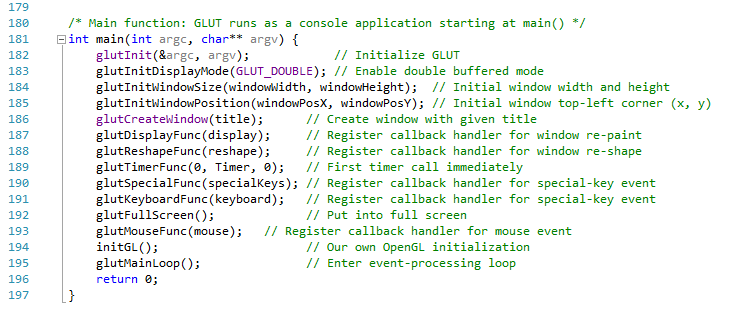 179
180 /* Main function: GLUT runs as a console application starting at main() */
181 int main(int argc, char** argv) {
182 glutInit(&argc, argv); // Initialize GLUT
183 glutInitDisplayMode(GLUT_DOUBLE); // Enable double buffered mode
184 glutInitWindowSize(windowWidth, windowHeight); // Initial window width and height
185 glutInitWindowPosition(windowPosX, windowPosY); // Initial window top-left corner (x, y)
186 glutCreateWindow(title); // Create window with given title
187 glutDisplayFunc(display); // Register callback handler for window re-paint
188 glutReshapeFunc(reshape); // Register callback handler for window re-shape
189 glutTimerFunc(0, Timer, 0); // First timer call immediately
190 glutSpecialFunc(specialKeys); // Register callback handler for special-key event
191 glutKeyboardFunc(keyboard); // Register callback handler for special-key event
192 glutFullScreen(); // Put into full screen
193 glutMouseFunc(mouse); // Register callback handler for mouse event
194 initGL(); // Our own OpenGL initialization
195 glutMainLoop(); // Enter event-processing loop
196 return 0;
197 }